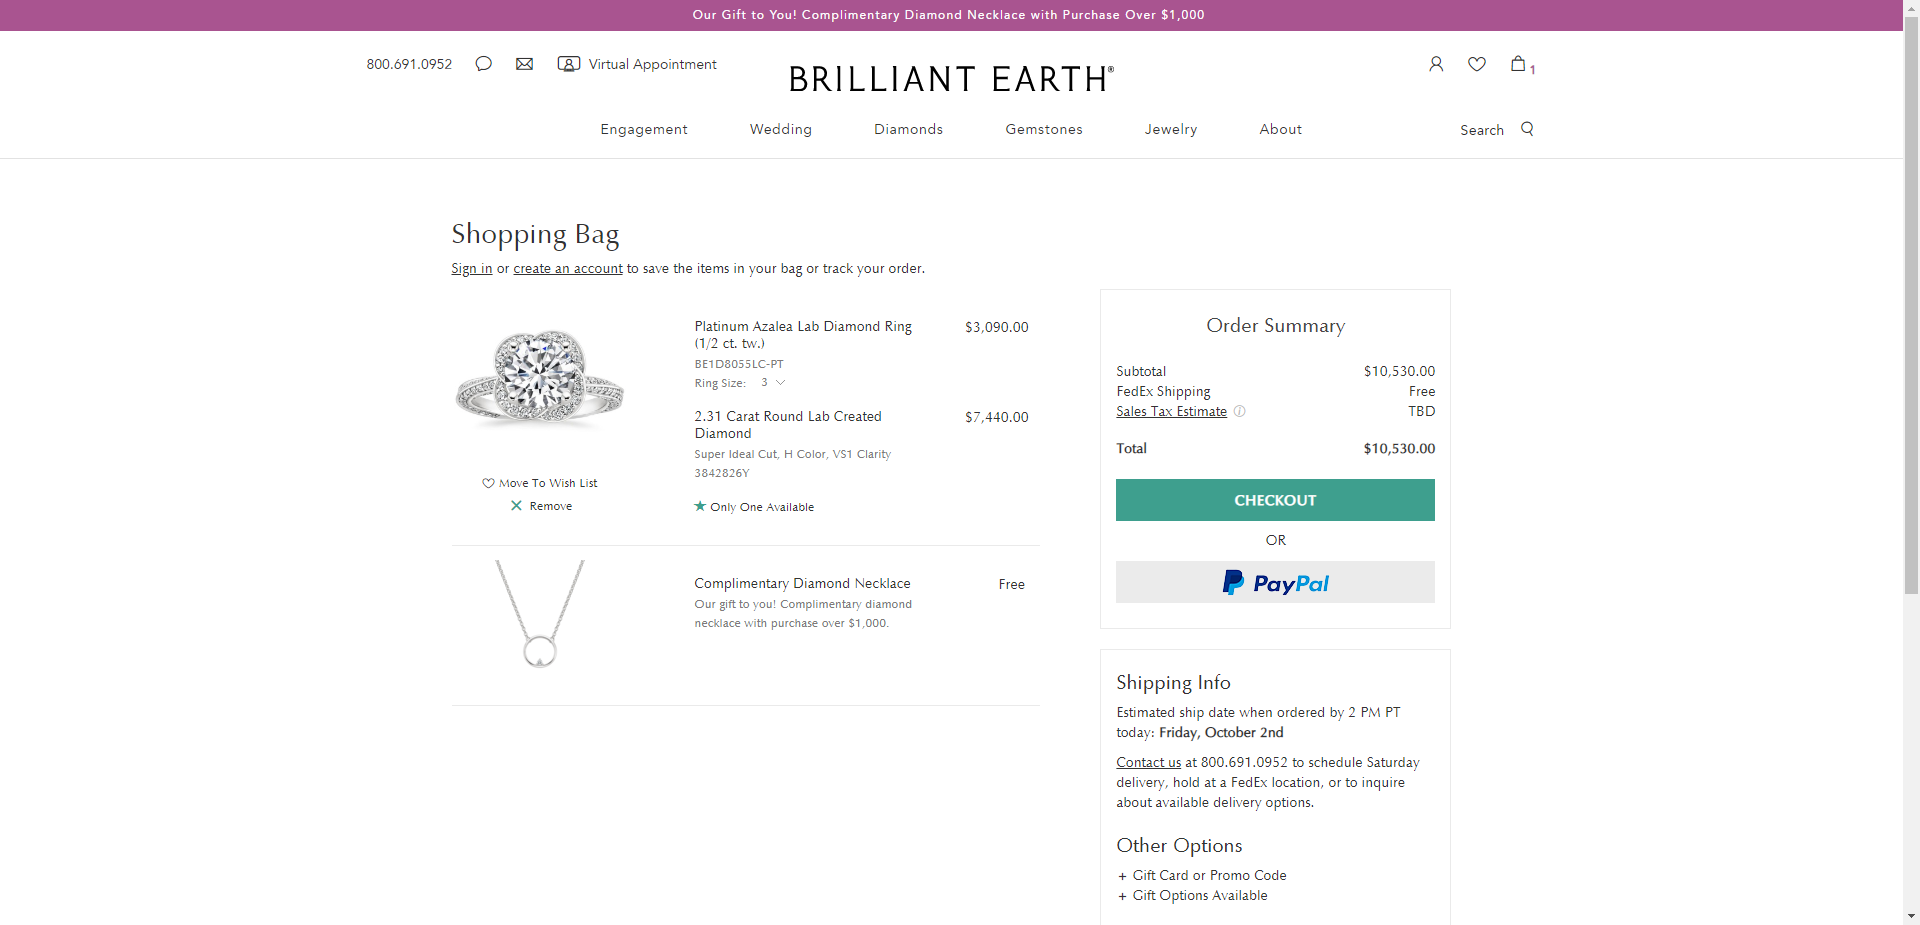 Our Gift to You! Complimentary Diamond Necklace with Purchase Over $1,000
800.691.0952
Virtual Appointment
BRILLIANT EARTH®
1
Engagement
Wedding
Diamonds
Gemstones
Jewelry
About
Search
Shopping Bag
Sign in or create an account to save the items in your bag or track your order.
Platinum Azalea Lab Diamond Ring
(1/2 ct. tw.)
$3,090.00
BE1D8055LC-PT
Ring Size: 3
2.31 Carat Round Lab Created
Diamond
$7,440.00
Super Ideal Cut, H Color, VS1 Clarity
3842826Y
Only One Available
Move To Wish List
Remove
Complimentary Diamond Necklace
Free
Our gift to you! Complimentary diamond
necklace with purchase over $1,000.
Order Summary
Subtotal $10,530.00
FedEx Shipping Free
Sales Tax Estimate TBD
Total $10,530.00
CHECKOUT
OR
PayPal
Shipping Info
Estimated ship date when ordered by 2 PM PT
today: Friday, October 2nd
Contact us at 800.691.0952 to schedule Saturday
delivery, hold at a FedEx location, or to inquire
about available delivery options.
Other Options
+ Gift Card or Promo Code
+ Gift Options Available